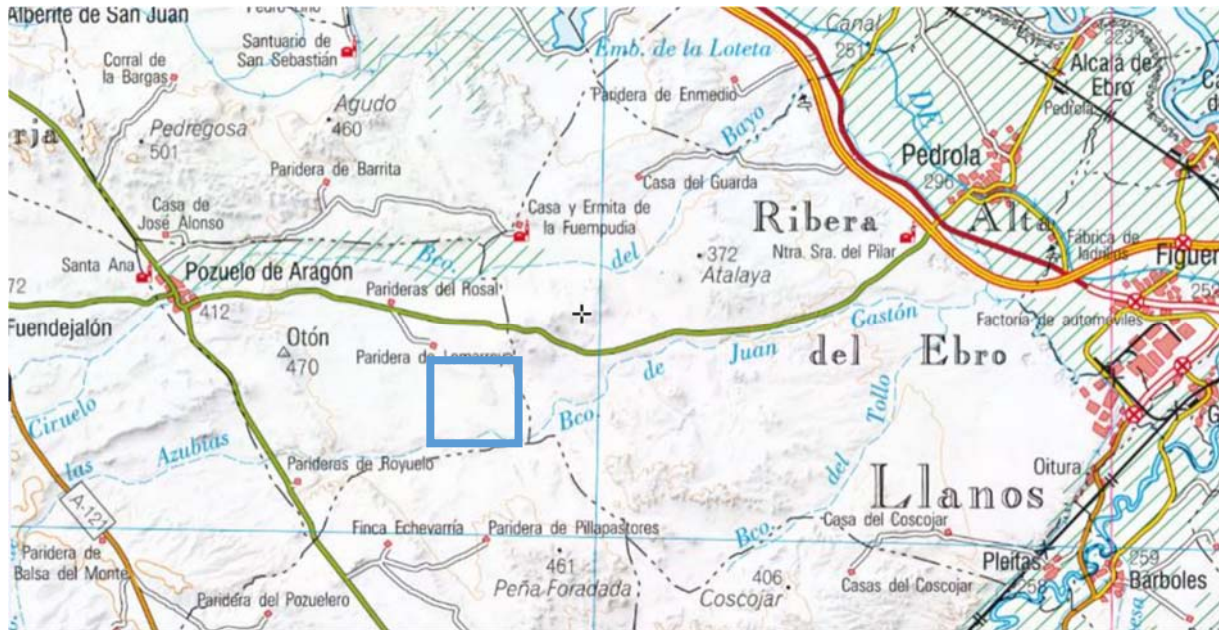 Alberite de San Juan
Santuario de
San Sebastián
Corral de
la Bargas
Emb. de la Loteta
Canal
251
223
Alcalá de
Ebro
Pedrola
Agudo
460
Paridera de Enmedio
DE
rja
Pedregosa
501
Bayo
Pedrola
296
Paridera de Barrita
Casa del Guarda
Casa de
José Alonso
Casa y Ermita de
la Fuempudia
Ribera Alta
Ntra. Sra. del Pilar
Fábrica de
ladrillos
Bco.
del
372
Atalaya
Santa Ana
Pozuelo de Aragón
Figuer
72
Parideras del Rosal
252
412
Fuendejalón
Gastón
Factoría de automóviles
Otón
470
Paridera de
Juan
del Ebro
de
Tollo
Ciruelo
Bco.
Azubias
las
Parideras de Royuelo
del
Oitura
Llanos
A-121
Finca Echevarría
Paridera de Pillapastores
Casa del Coscojar
Bco.
Paridera de
Balsa del Monte
461
Peña Foradada
406
Coscojar
Casas del Coscojar
Pleitas
258
259
Bárboles
Paridera del Pozuelero